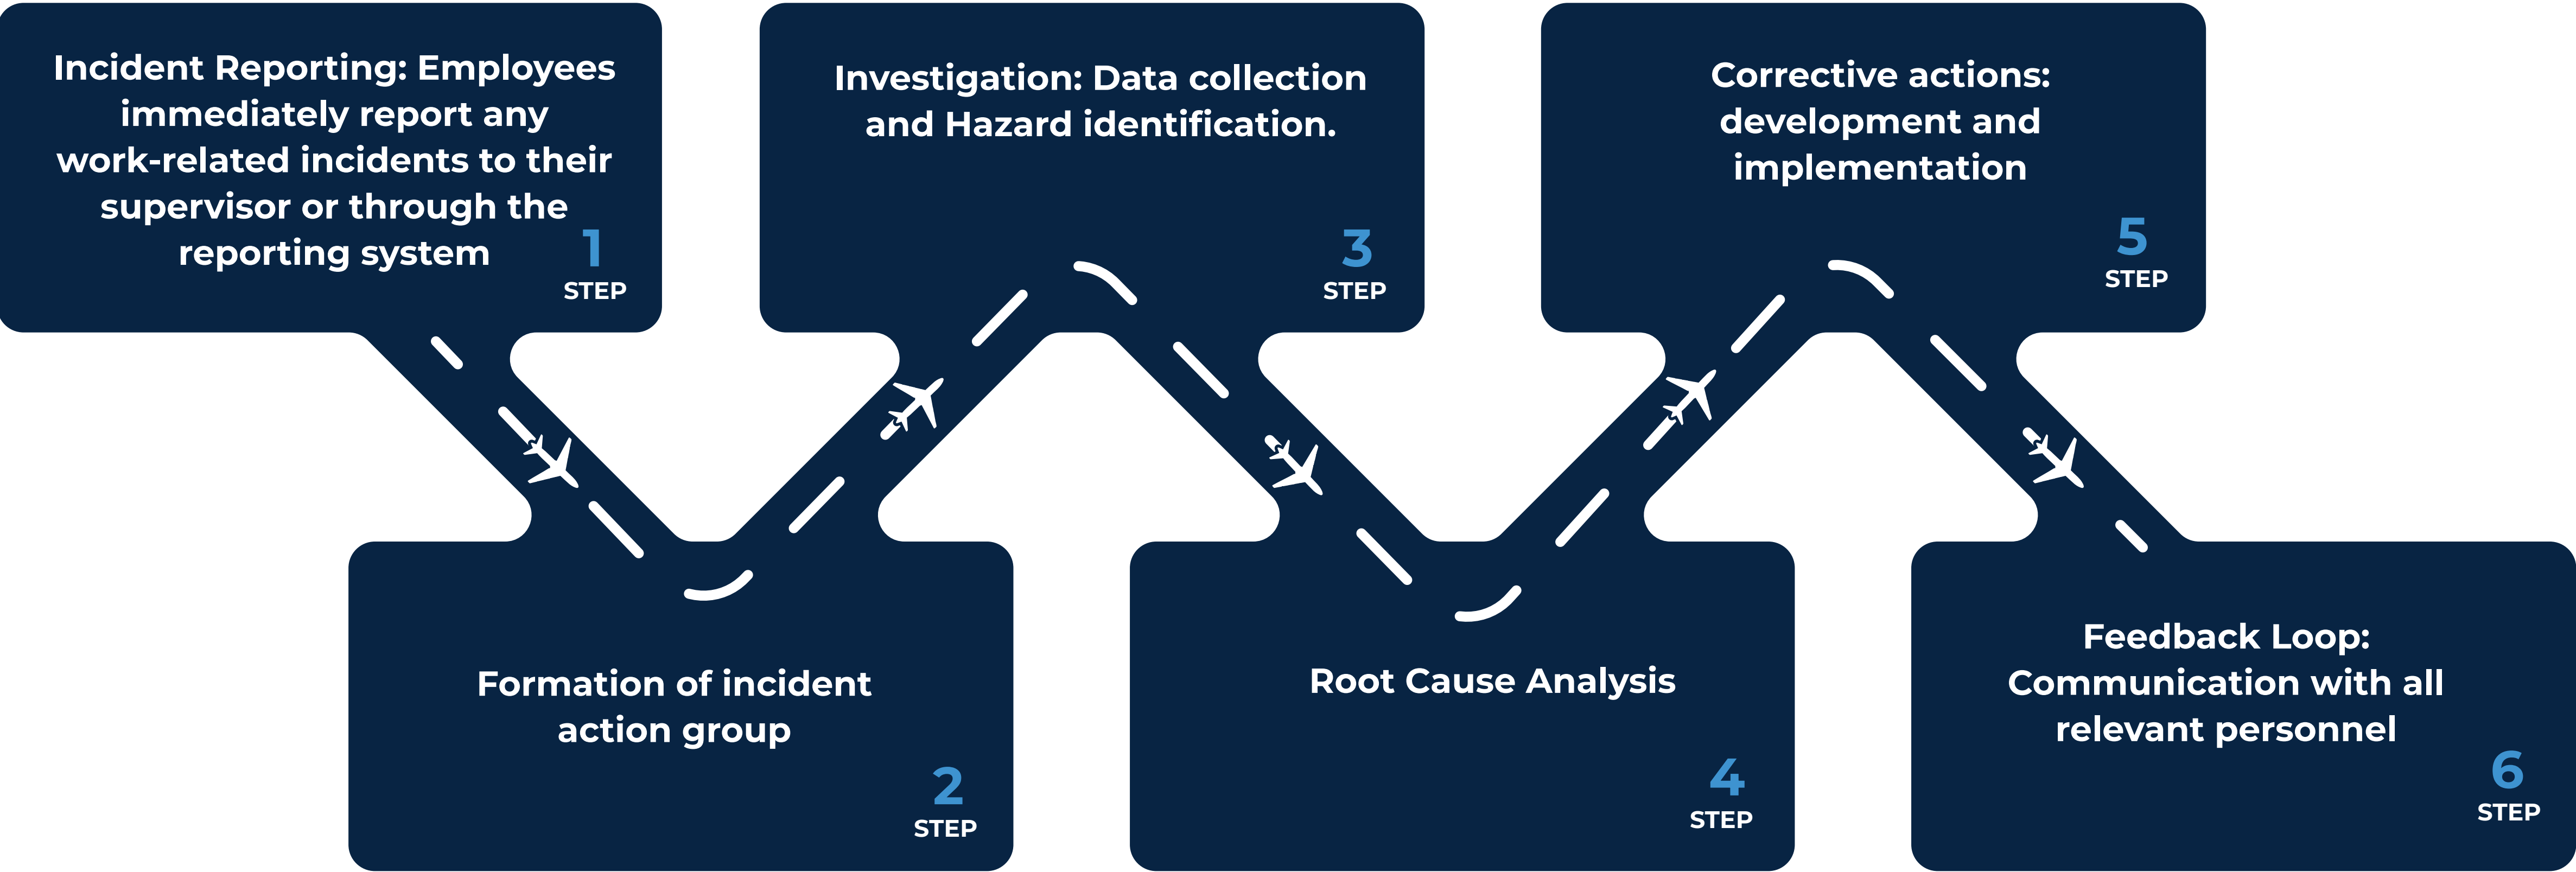 Incident Reporting: Employees
immediately report any
work-related incidents to their
supervisor or through the
reporting system
1
STEP
Formation of incident
action group
2
STEP
Investigation: Data collection
and Hazard identification.
3
STEP
Root Cause Analysis
4
STEP
Corrective actions:
development and
implementation
5
STEP
Feedback Loop:
Communication with all
relevant personnel
6
STEP